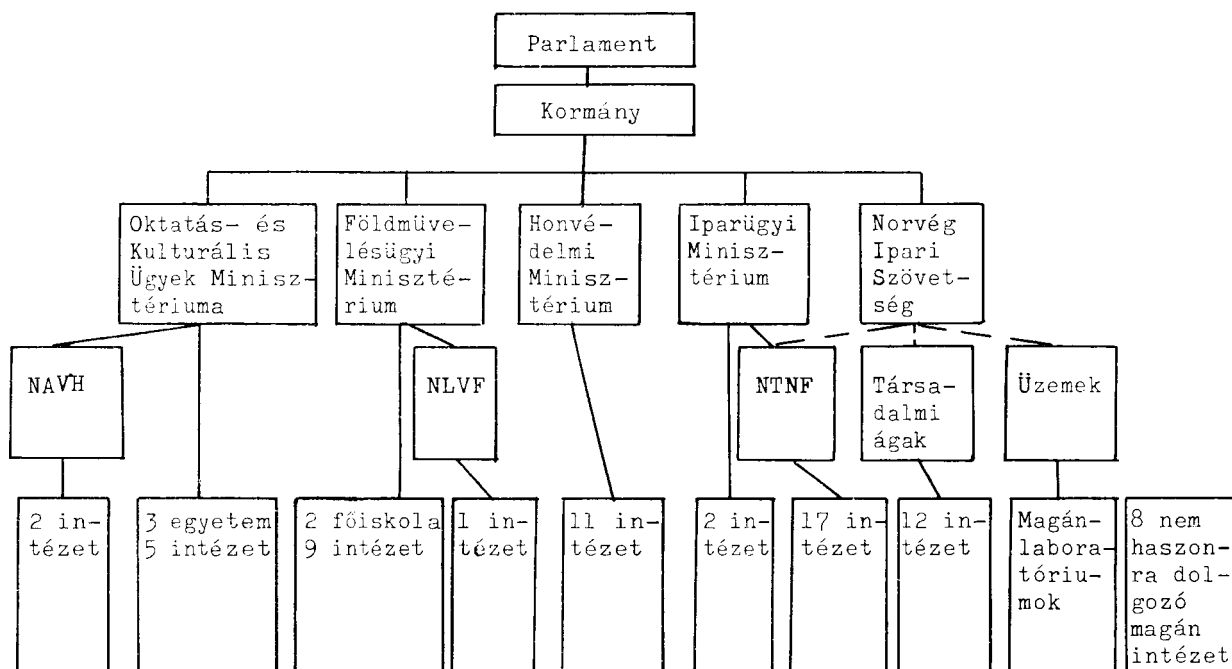 Parlament
Kormány
Oktatás- és
Kulturális
Ügyek Minisz-
tériuma
Földmüve-
lésügyi
Miniszté-
rium
Honvé-
delmi
Minisz-
térium
Iparügyi
Minisz-
térium
Norvég
Ipari
Szövet-
ség
NAVH
NLVF
NTNF
Társa-
dalmi
ágak
Üzemek
2 in-
tézet
3 egyetem
5 intézet
2 főiskola
9 intézet
1 in-
tézet
11 in-
tézet
2 in-
tézet
17 in-
tézet
12 in-
tézet
Magán-
labora-
tóriu-
mok
8 nem
haszon-
ra dol-
gozó
magán
intézet